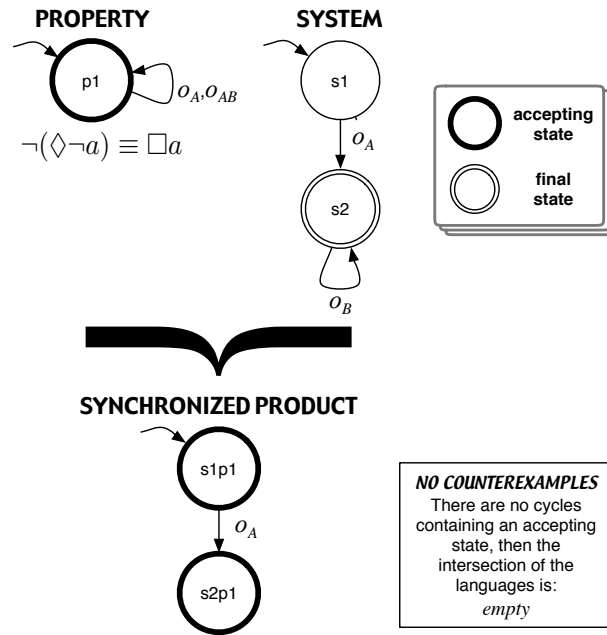 PROPERTY
p1
o_A,o_AB
¬(◊¬a) ≡ □a
SYSTEM
s1
o_A
s2
o_B
accepting
state
final
state
SYNCHRONIZED PRODUCT
s1p1
o_A
s2p1
NO COUNTEREXAMPLES
There are no cycles
containing an accepting
state, then the
intersection of the
languages is:
empty